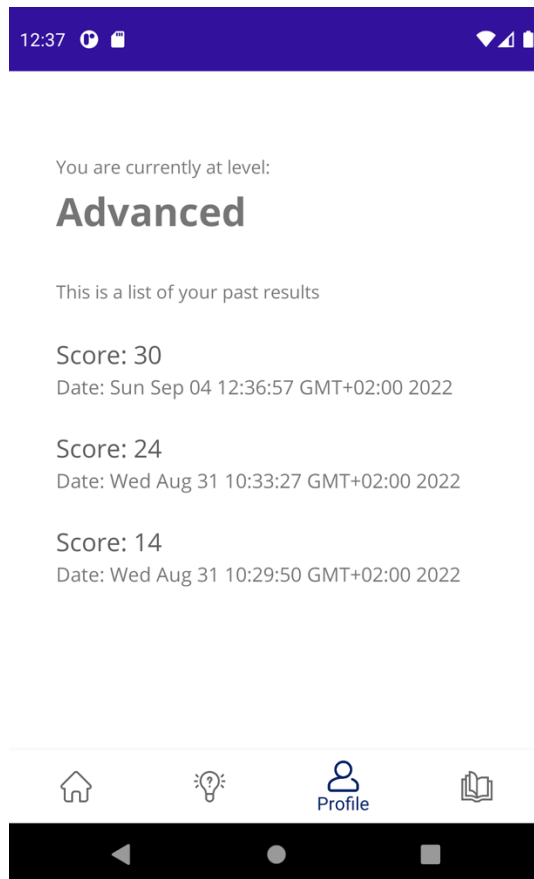 12:37
You are currently at level:
Advanced
This is a list of your past results
Score: 30
Date: Sun Sep 04 12:36:57 GMT+02:00 2022
Score: 24
Date: Wed Aug 31 10:33:27 GMT+02:00 2022
Score: 14
Date: Wed Aug 31 10:29:50 GMT+02:00 2022
Profile